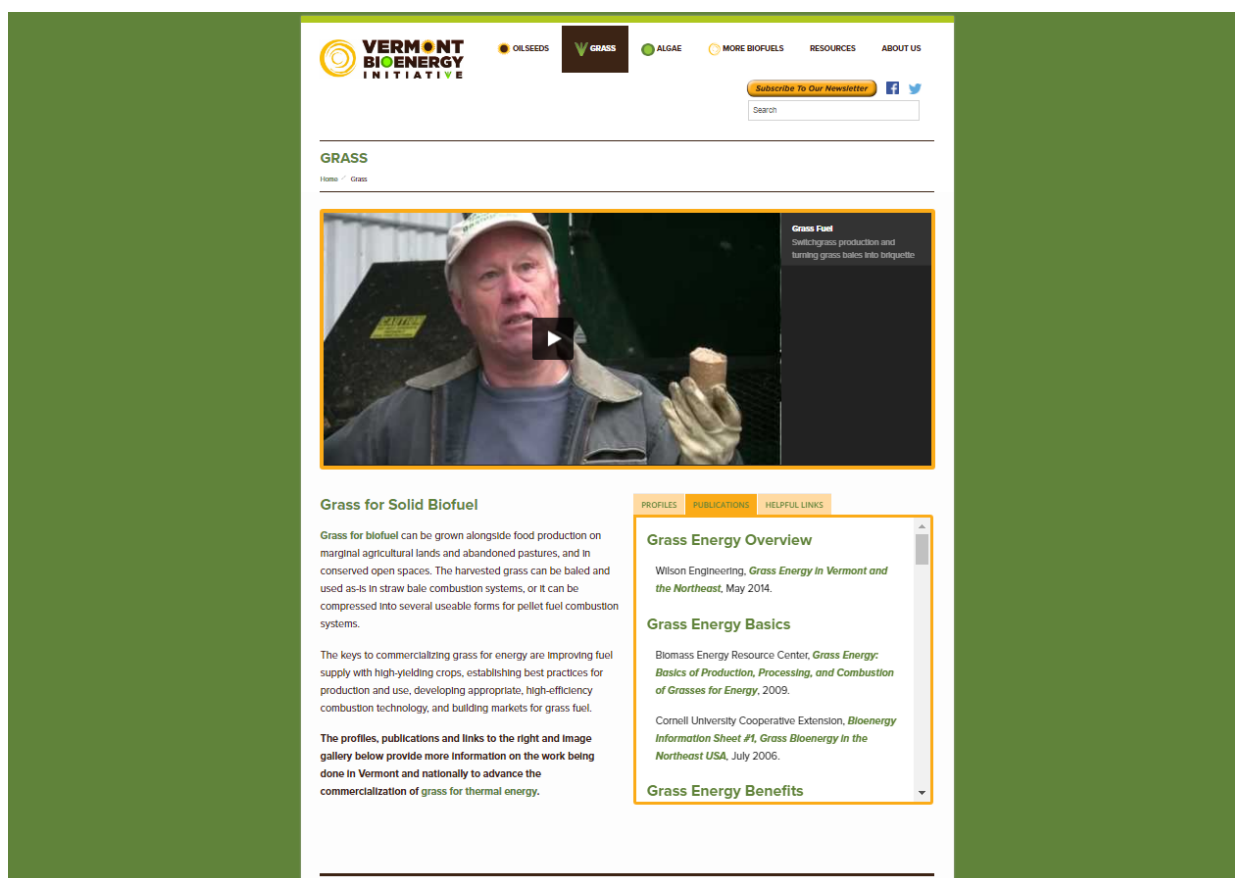 VERMONT
BIOENERGY
INITIATIVE
OILSEEDS
GRASS
ALGAE
MORE BIOFUELS
RESOURCES
ABOUT US
Subscribe To Our Newsletter
Search
GRASS
Home / Grass
Grass Fuel
Switchgrass production and
turning grass bales into briquette
Grass for Solid Biofuel
Grass for biofuel can be grown alongside food production on
marginal agricultural lands and abandoned pastures, and in
conserved open spaces. The harvested grass can be baled and
used as-is in straw bale combustion systems, or it can be
compressed into several useable forms for pellet fuel combustion
systems.
The keys to commercializing grass for energy are improving fuel
supply with high-yielding crops, establishing best practices for
production and use, developing appropriate, high-efficiency
combustion technology, and building markets for grass fuel.
The profiles, publications and links to the right and image
gallery below provide more information on the work being
done in Vermont and nationally to advance the
commercialization of grass for thermal energy.
PROFILES
PUBLICATIONS
HELPFUL LINKS
Grass Energy Overview
Wilson Engineering, Grass Energy in Vermont and
the Northeast, May 2014.
Grass Energy Basics
Biomass Energy Resource Center, Grass Energy:
Basics of Production, Processing, and Combustion
of Grasses for Energy, 2009.
Cornell University Cooperative Extension, Bioenergy
Information Sheet #1, Grass Bioenergy in the
Northeast USA, July 2006.
Grass Energy Benefits